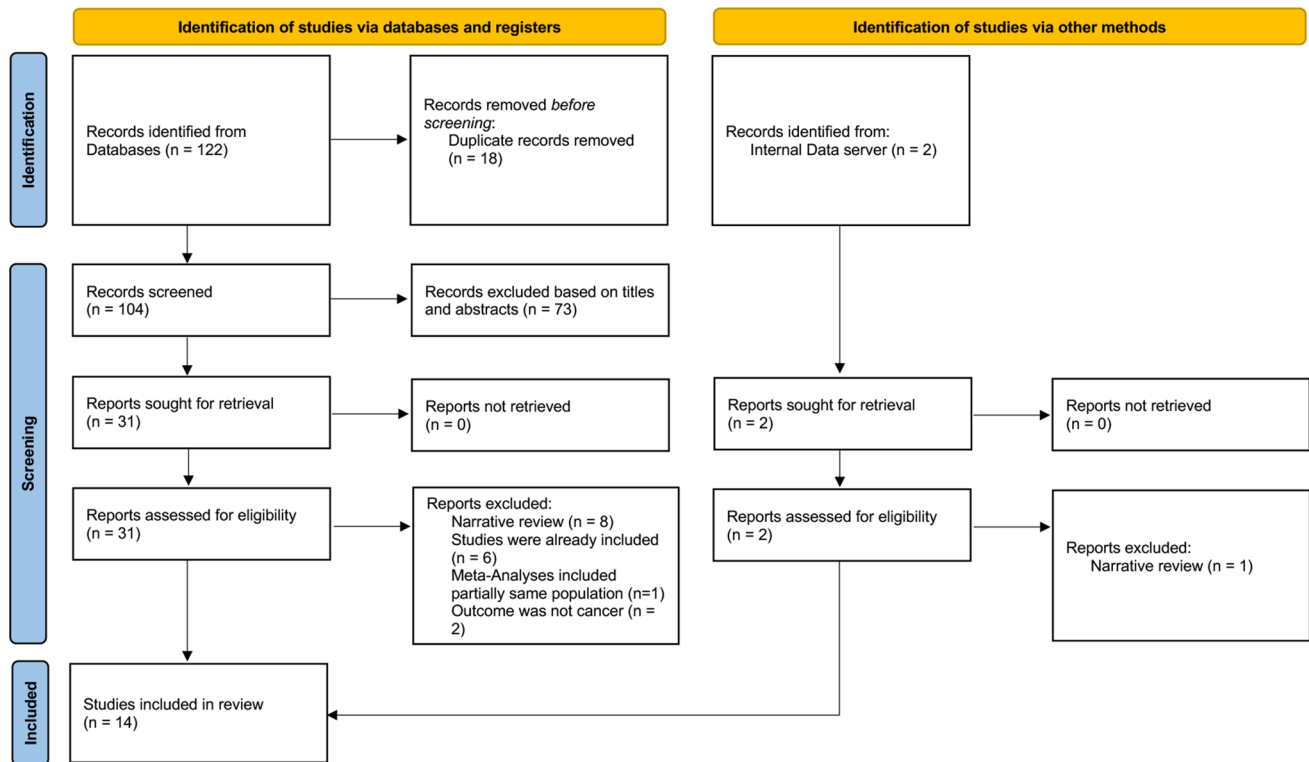 Identification of studies via databases and registers
Identification of studies via other methods
Identification
Records identified from
Databases (n = 122)
Records removed before
screening:
Duplicate records removed
(n = 18)
Records identified from:
Internal Data server (n = 2)
Screening
Records screened
(n = 104)
Records excluded based on titles
and abstracts (n = 73)
Reports sought for retrieval
(n = 31)
Reports not retrieved
(n = 0)
Reports sought for retrieval
(n = 2)
Reports not retrieved
(n = 0)
Reports assessed for eligibility
(n = 31)
Reports excluded:
Narrative review (n = 8)
Studies were already included
(n = 6)
Meta-Analyses included
partially same population (n=1)
Outcome was not cancer (n =
2)
Reports assessed for eligibility
(n = 2)
Reports excluded:
Narrative review (n = 1)
Included
Studies included in review
(n = 14)